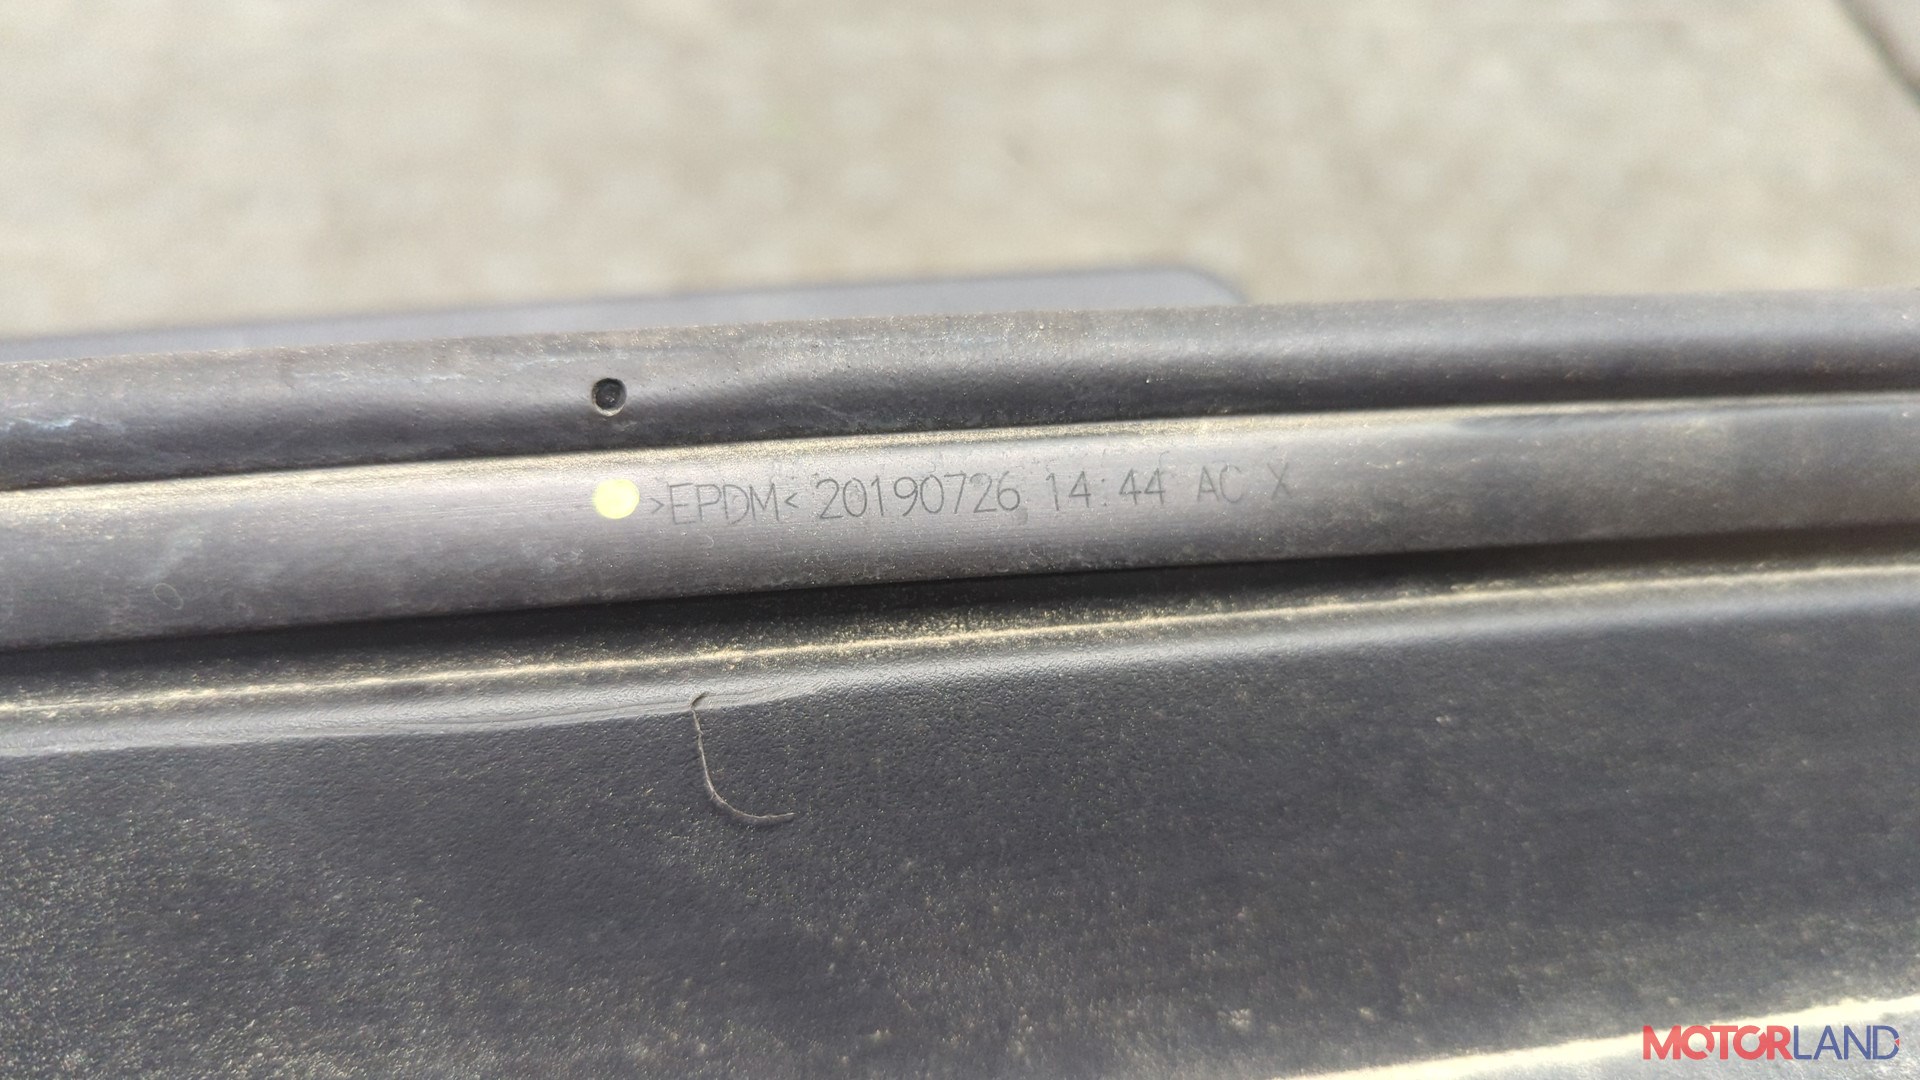 >EPDM< 20190726 14:44 AC X
MOTORLAND